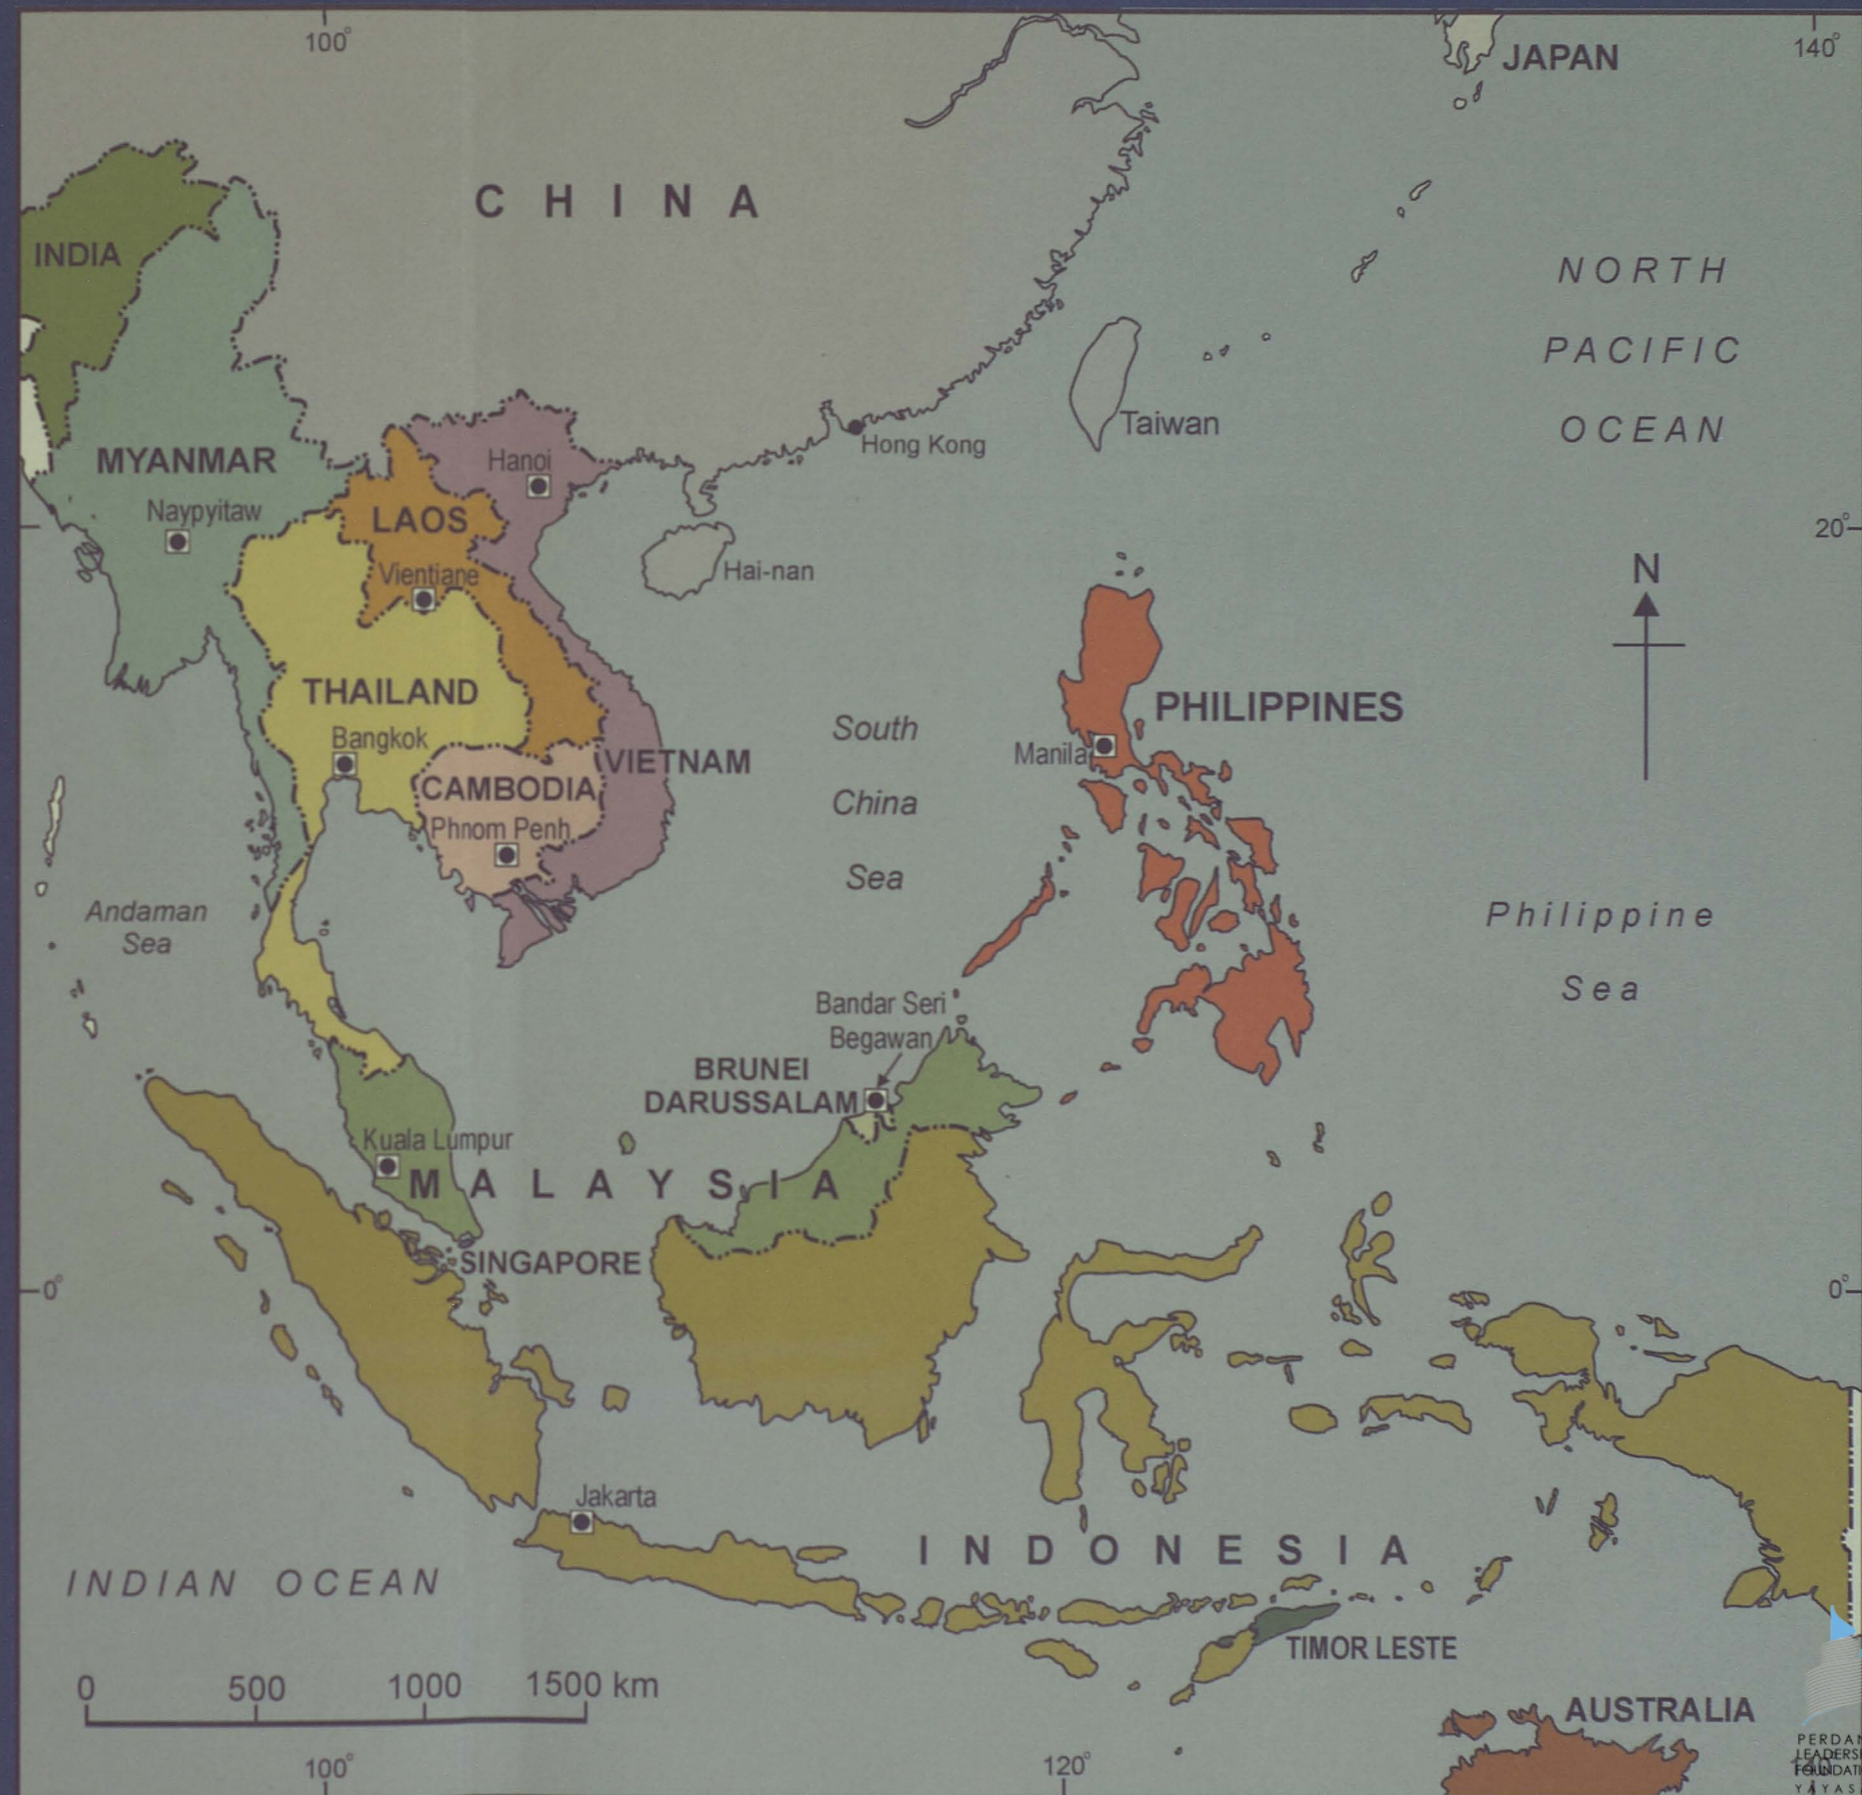 100°
JAPAN
140°
CHINA
INDIA
NORTH
PACIFIC
OCEAN
Taiwan
Hong Kong
MYANMAR
Hanoi
Naypyitaw
LAOS
20°
Hai-nan
Vientiane
N
THAILAND
PHILIPPINES
Bangkok
South
China
Sea
Manila
VIETNAM
CAMBODIA
Phnom Penh
Andaman
Sea
Philippine
Sea
Bandar Seri
Begawan
BRUNEI
DARUSSALAM
Kuala Lumpur
MALAYSIA
SINGAPORE
0°
0°
Jakarta
INDONESIA
INDIAN OCEAN
TIMOR LESTE
0 500 1000 1500 km
AUSTRALIA
100°
120°